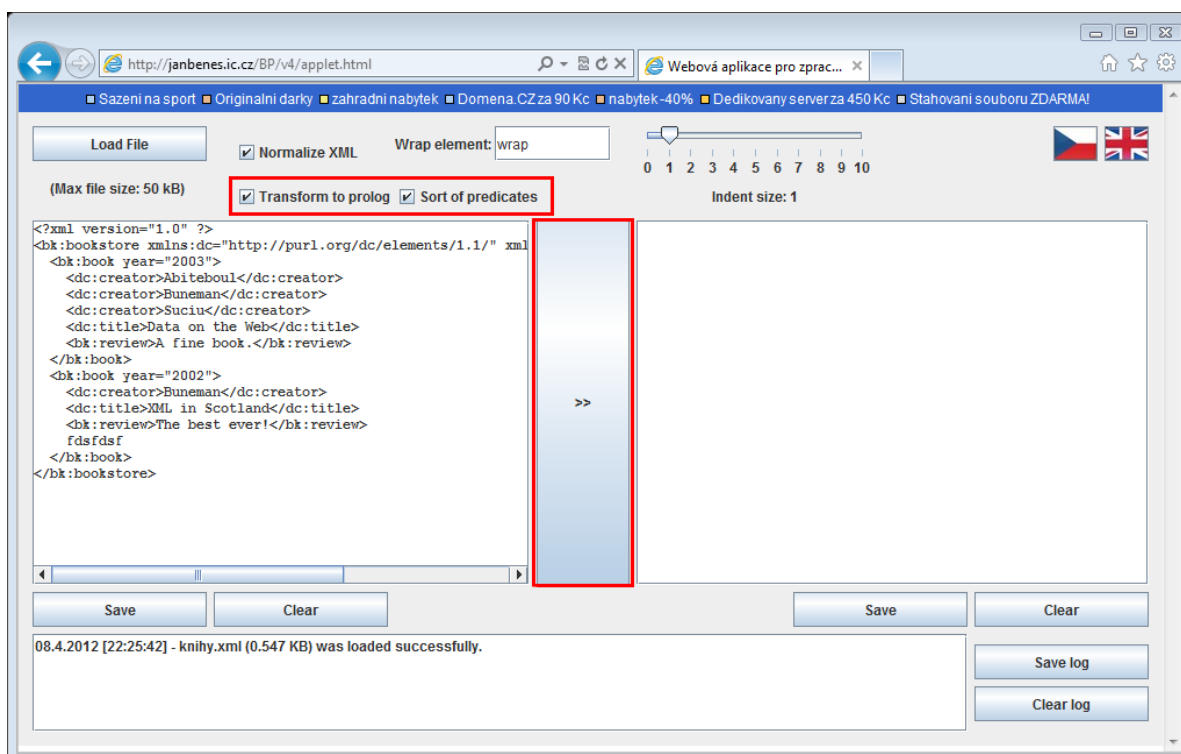 http://janbenes.ic.cz/BP/v4/applet.html
Webová aplikace pro zprac...
Sazeni na sport Originalni darky zahradni nabytek Domena.CZ za 90 Kc nabytek -40% Dedikovany server za 450 Kc Stahovani souboru ZDARMA!
Load File
Normalize XML
Wrap element: wrap
0 1 2 3 4 5 6 7 8 9 10
(Max file size: 50 kB)
Transform to prolog Sort of predicates
Indent size: 1
<?xml version="1.0" ?>
<bk:bookstore xmlns:dc="http://purl.org/dc/elements/1.1/" xml
<bk:book year="2003">
<dc:creator>Abiteboul</dc:creator>
<dc:creator>Buneman</dc:creator>
<dc:creator>Suciu</dc:creator>
<dc:title>Data on the Web</dc:title>
<bk:review>A fine book.</bk:review>
</bk:book>
<bk:book year="2002">
<dc:creator>Buneman</dc:creator>
<dc:title>XML in Scotland</dc:title>
<bk:review>The best ever!</bk:review>
fdsfdsf
</bk:book>
</bk:bookstore>
>>
Save Clear Save Clear
08.4.2012 [22:25:42] - knihy.xml (0.547 KB) was loaded successfully.
Save log
Clear log